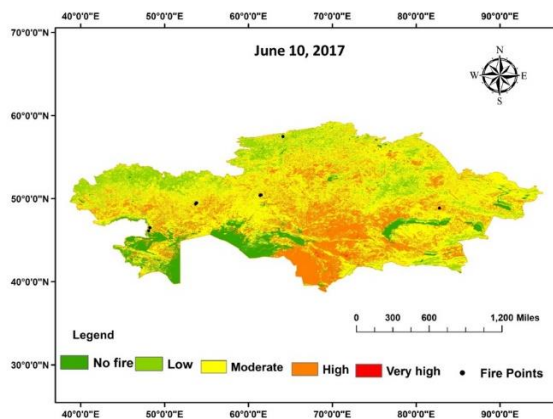 40°0'0"E 50°0'0"E 60°0'0"E 70°0'0"E 80°0'0"E 90°0'0"E
70°0'0"N
June 10, 2017
N
W E
S
60°0'0"N
50°0'0"N
40°0'0"N
30°0'0"N
0 300 600 1,200 Miles
Legend
No fire Low Moderate High Very high Fire Points
40°0'0"E 50°0'0"E 60°0'0"E 70°0'0"E 80°0'0"E 90°0'0"E